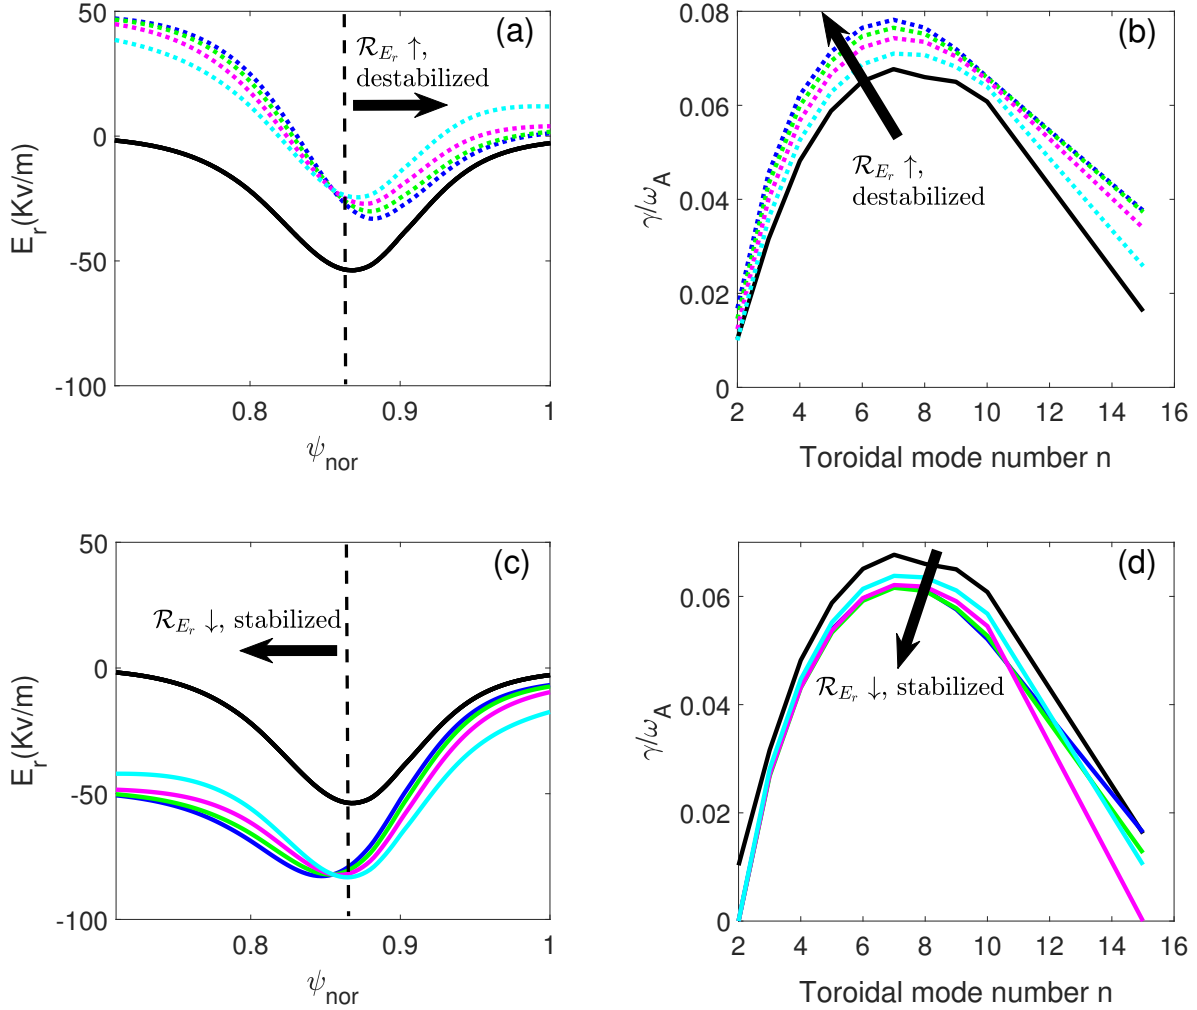 (a)
50
0
-50
-100
E_r(Kv/m)
R_{E_r} ↑,
destabilized
0.8
0.9
1
ψ_nor
(b)
0.08
0.06
0.04
0.02
0
γ/ω_A
R_{E_r} ↑,
destabilized
2
4
6
8
10
12
14
16
Toroidal mode number n
(c)
50
0
-50
-100
E_r(Kv/m)
R_{E_r} ↓, stabilized
0.8
0.9
1
ψ_nor
(d)
0.06
0.04
0.02
0
γ/ω_A
R_{E_r} ↓, stabilized
2
4
6
8
10
12
14
16
Toroidal mode number n